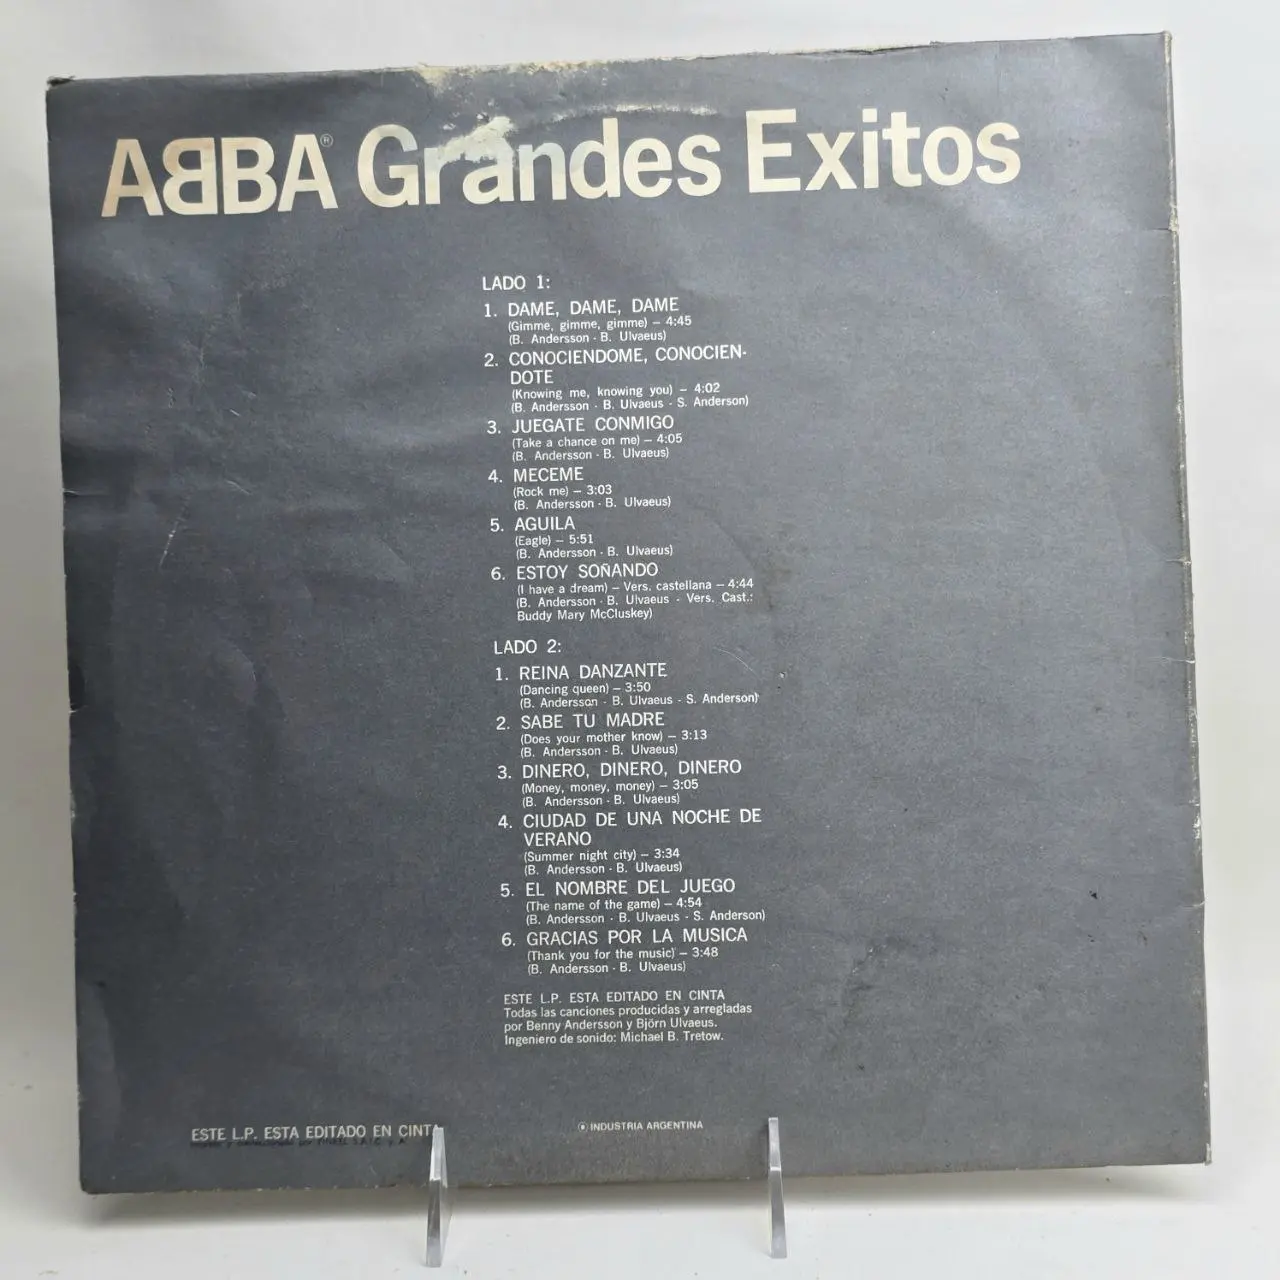 ABBA® Grandes Exitos
LADO 1:
1. DAME, DAME, DAME
(Gimme, gimme, gimme) – 4:45
(B. Andersson - B. Ulvaeus)
2. CONOCIENDOME, CONOCIEN-
DOTE
(Knowing me, knowing you) – 4:02
(B. Andersson - B. Ulvaeus - S. Anderson)
3. JUEGATE CONMIGO
(Take a chance on me) – 4:05
(B. Andersson - B. Ulvaeus)
4. MECEME
(Rock me) – 3:03
(B. Andersson - B. Ulvaeus)
5. AGUILA
(Eagle) – 5:51
(B. Andersson - B. Ulvaeus)
6. ESTOY SOÑANDO
(I have a dream) – Vers. castellana – 4:44
(B. Andersson - B. Ulvaeus - Vers. Cast.:
Buddy Mary McCluskey)
LADO 2:
1. REINA DANZANTE
(Dancing queen) – 3:50
(B. Andersson - B. Ulvaeus - S. Anderson)
2. SABE TU MADRE
(Does your mother know) – 3:13
(B. Andersson - B. Ulvaeus)
3. DINERO, DINERO, DINERO
(Money, money, money) – 3:05
(B. Andersson - B. Ulvaeus)
4. CIUDAD DE UNA NOCHE DE
VERANO
(Summer night city) – 3:34
(B. Andersson - B. Ulvaeus)
5. EL NOMBRE DEL JUEGO
(The name of the game) – 4:54
(B. Andersson - B. Ulvaeus - S. Anderson)
6. GRACIAS POR LA MUSICA
(Thank you for the music) – 3:48
(B. Andersson - B. Ulvaeus)
ESTE L.P. ESTA EDITADO EN CINTA
Todas las canciones producidas y arregladas
por Benny Andersson y Björn Ulvaeus.
Ingeniero de sonido: Michael B. Tretow.
ESTE L.P. ESTA EDITADO EN CINTA
INDUSTRIA ARGENTINA